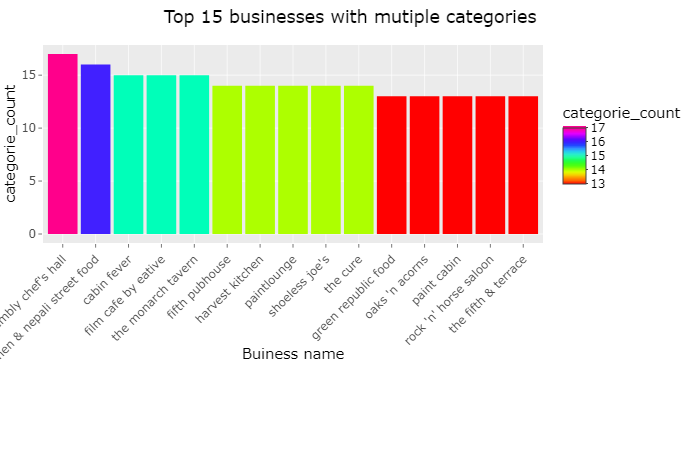 Top 15 businesses with mutiple categories
categorie_count
15
10
5
0
chef's hall
& nepali street food
cabin fever
film cafe by eative
the monarch tavern
fifth pubhouse
harvest kitchen
paintlounge
shoeless joe's
the cure
green republic food
oaks 'n acorns
paint cabin
rock 'n' horse saloon
the fifth & terrace
Buiness name
categorie_count
17
16
15
14
13